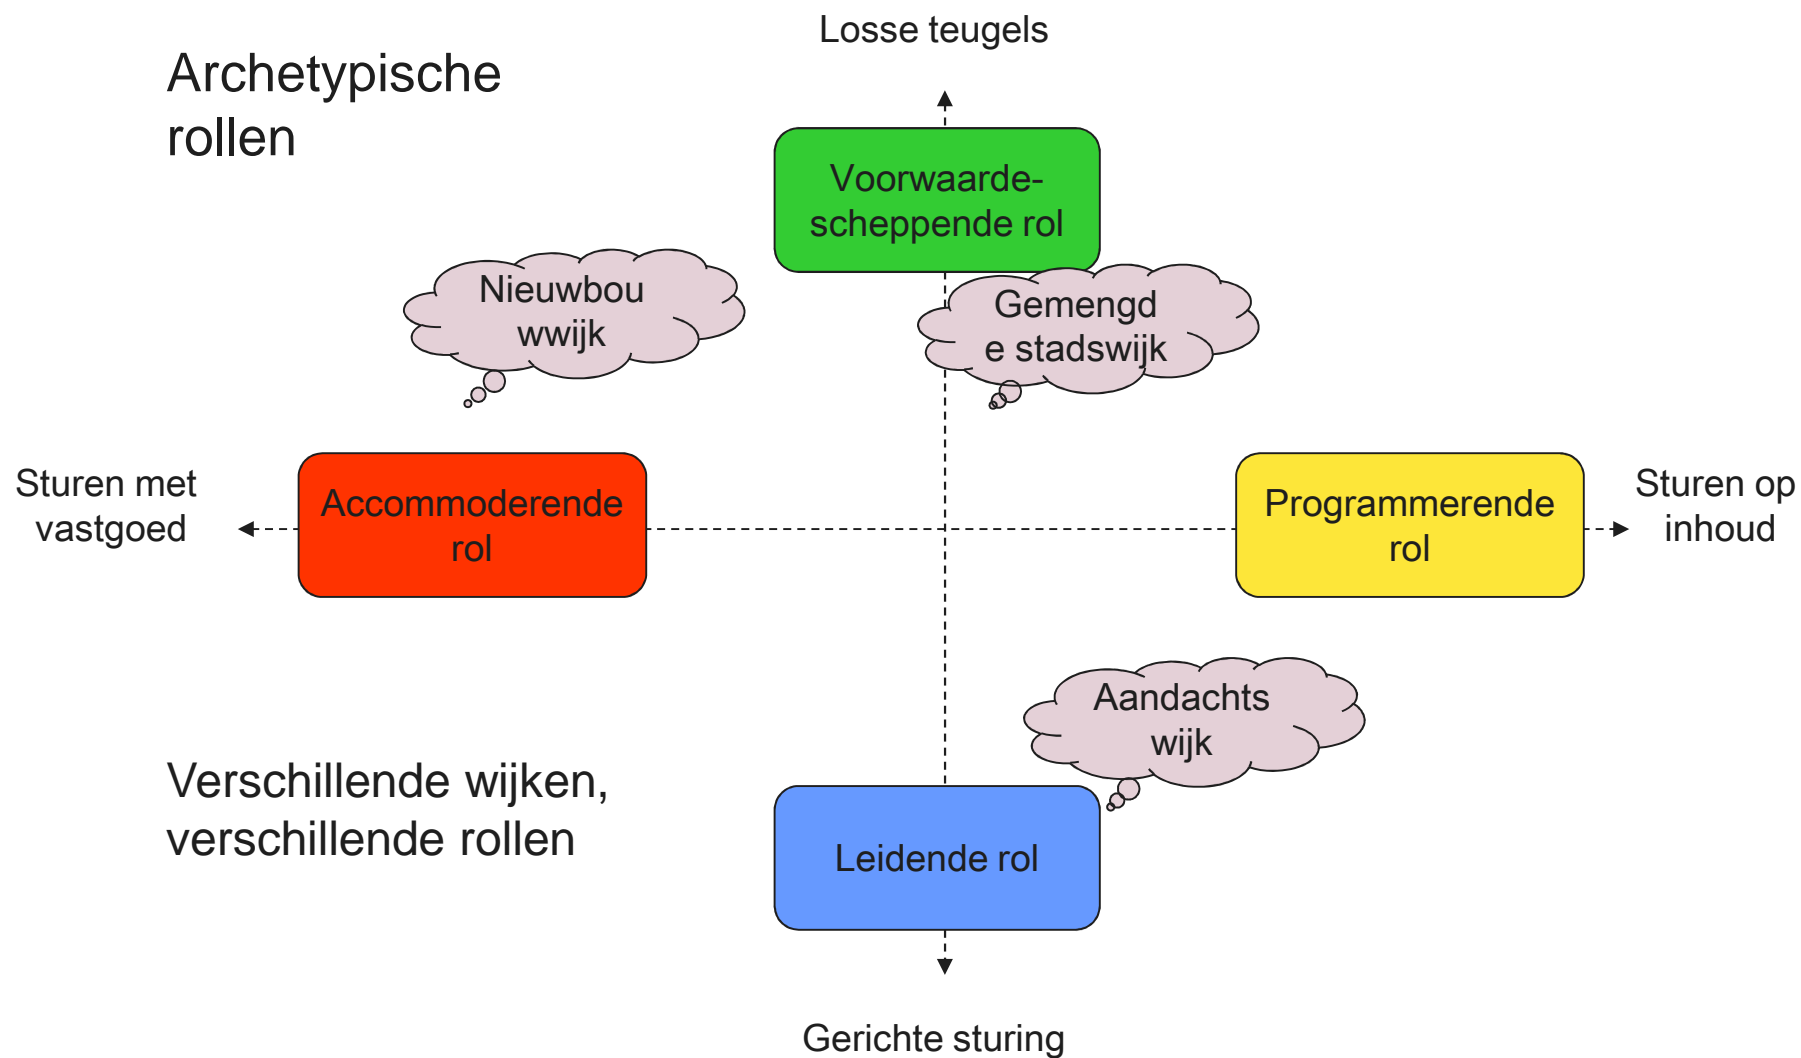 Losse teugels
Archetypische
rollen
Voorwaarde-
scheppende rol
Nieuwbou
wwijk
Gemengd
e stadswijk
Sturen met
vastgoed
Accommoderende
rol
Programmerende
rol
Sturen op
inhoud
Aandachts
wijk
Verschillende wijken,
verschillende rollen
Leidende rol
Gerichte sturing